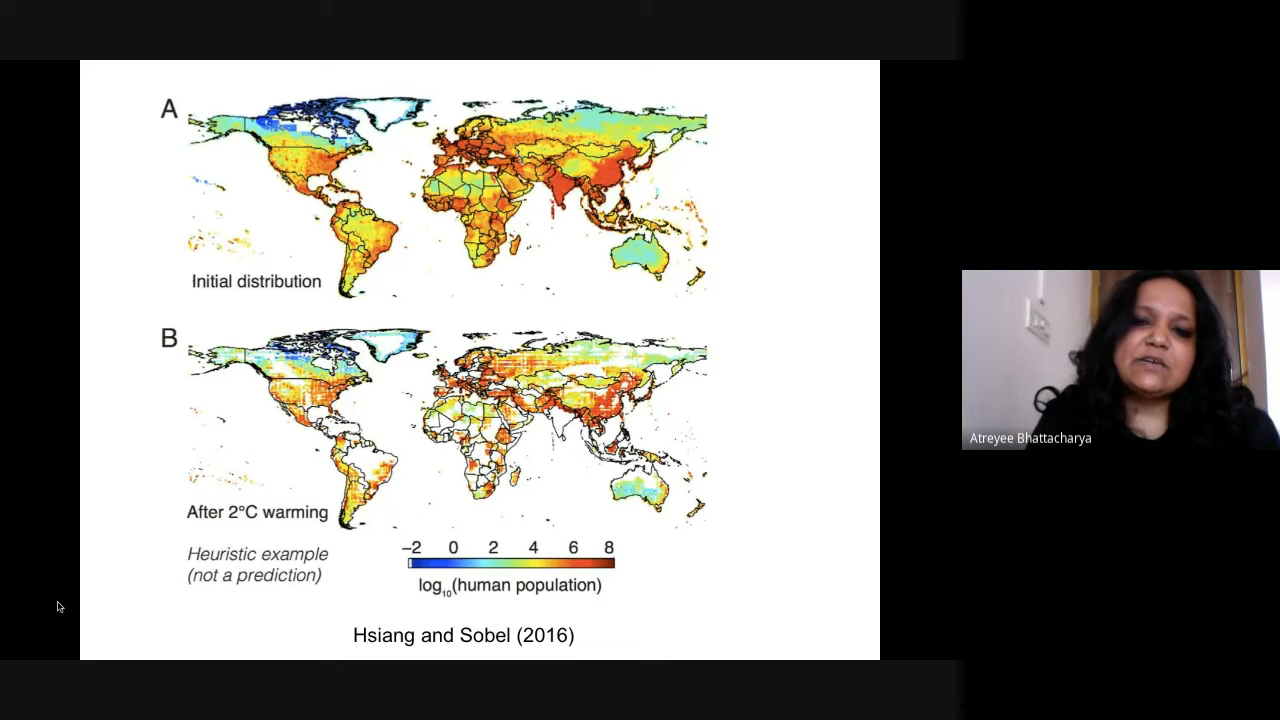 A
Initial distribution
B
After 2°C warming
Heuristic example
(not a prediction)
−2 0 2 4 6 8
log₁₀(human population)
Hsiang and Sobel (2016)
Atreyee Bhattacharya